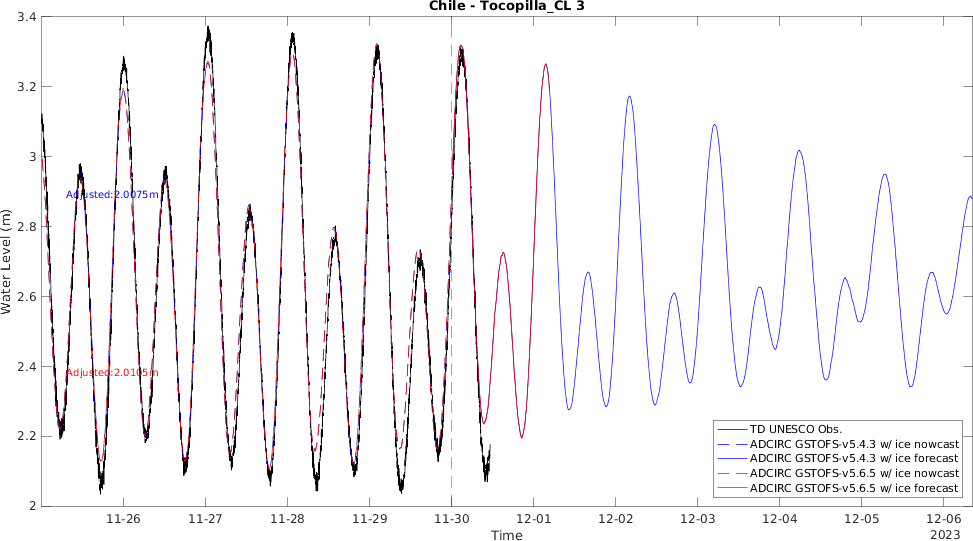 Chile - Tocopilla_CL 3
Water Level (m)
3.4
3.2
3
2.8
2.6
2.4
2.2
2
Adjusted:2.0075m
Adjusted:2.0105m
TD UNESCO Obs.
ADCIRC GSTOFS-v5.4.3 w/ ice nowcast
ADCIRC GSTOFS-v5.4.3 w/ ice forecast
ADCIRC GSTOFS-v5.6.5 w/ ice nowcast
ADCIRC GSTOFS-v5.6.5 w/ ice forecast
11-26 11-27 11-28 11-29 11-30 12-01 12-02 12-03 12-04 12-05 12-06
Time
2023